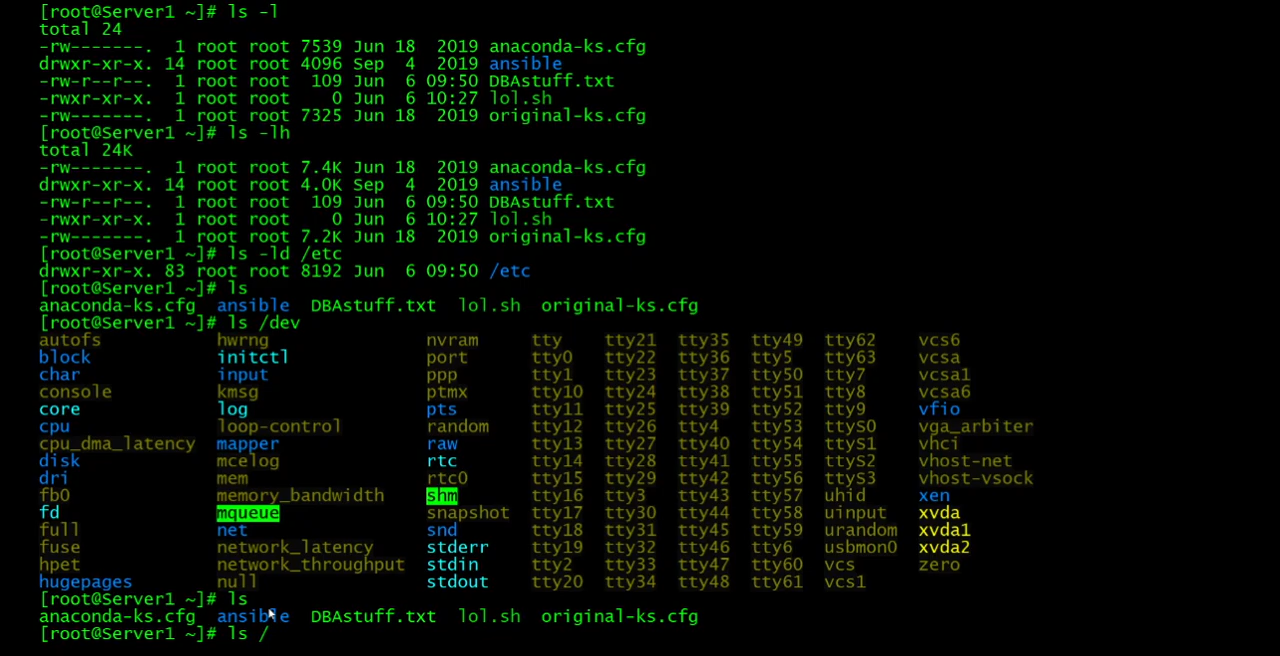 [root@Server1 ~]# ls -l
total 24
-rw-------.  1 root root 7539 Jun 18  2019 anaconda-ks.cfg
drwxr-xr-x. 14 root root 4096 Sep  4  2019 ansible
-rw-r--r--.  1 root root  109 Jun  6 09:50 DBAstuff.txt
-rwxr-xr-x.  1 root root    0 Jun  6 10:27 lol.sh
-rw-------.  1 root root 7325 Jun 18  2019 original-ks.cfg
[root@Server1 ~]# ls -lh
total 24K
-rw-------.  1 root root 7.4K Jun 18  2019 anaconda-ks.cfg
drwxr-xr-x. 14 root root 4.0K Sep  4  2019 ansible
-rw-r--r--.  1 root root  109 Jun  6 09:50 DBAstuff.txt
-rwxr-xr-x.  1 root root    0 Jun  6 10:27 lol.sh
-rw-------.  1 root root 7.2K Jun 18  2019 original-ks.cfg
[root@Server1 ~]# ls -ld /etc
drwxr-xr-x. 83 root root 8192 Jun  6 09:50 /etc
[root@Server1 ~]# ls
anaconda-ks.cfg  ansible  DBAstuff.txt  lol.sh  original-ks.cfg
[root@Server1 ~]# ls /dev
autofs           hwrng               nvram     tty    tty21  tty35  tty49  tty62    vcs6
block            initctl             port      tty0   tty22  tty36  tty5   tty63    vcsa
char             input               ppp       tty1   tty23  tty37  tty50  tty7     vcsa1
console          kmsg                ptmx      tty10  tty24  tty38  tty51  tty8     vcsa6
core             log                 pts       tty11  tty25  tty39  tty52  tty9     vfio
cpu              loop-control        random    tty12  tty26  tty4   tty53  ttyS0    vga_arbiter
cpu_dma_latency  mapper              raw       tty13  tty27  tty40  tty54  ttyS1    vhci
disk             mcelog              rtc       tty14  tty28  tty41  tty55  ttyS2    vhost-net
dri              mem                 rtc0      tty15  tty29  tty42  tty56  ttyS3    vhost-vsock
fb0              memory_bandwidth    shm       tty16  tty3   tty43  tty57  uhid     xen
fd               mqueue              snapshot  tty17  tty30  tty44  tty58  uinput   xvda
full             net                 snd       tty18  tty31  tty45  tty59  urandom  xvda1
fuse             network_latency     stderr    tty19  tty32  tty46  tty6   usbmon0  xvda2
hpet             network_throughput  stdin     tty2   tty33  tty47  tty60  vcs      zero
hugepages        null                stdout    tty20  tty34  tty48  tty61  vcs1
[root@Server1 ~]# ls
anaconda-ks.cfg  ansible  DBAstuff.txt  lol.sh  original-ks.cfg
[root@Server1 ~]# ls /